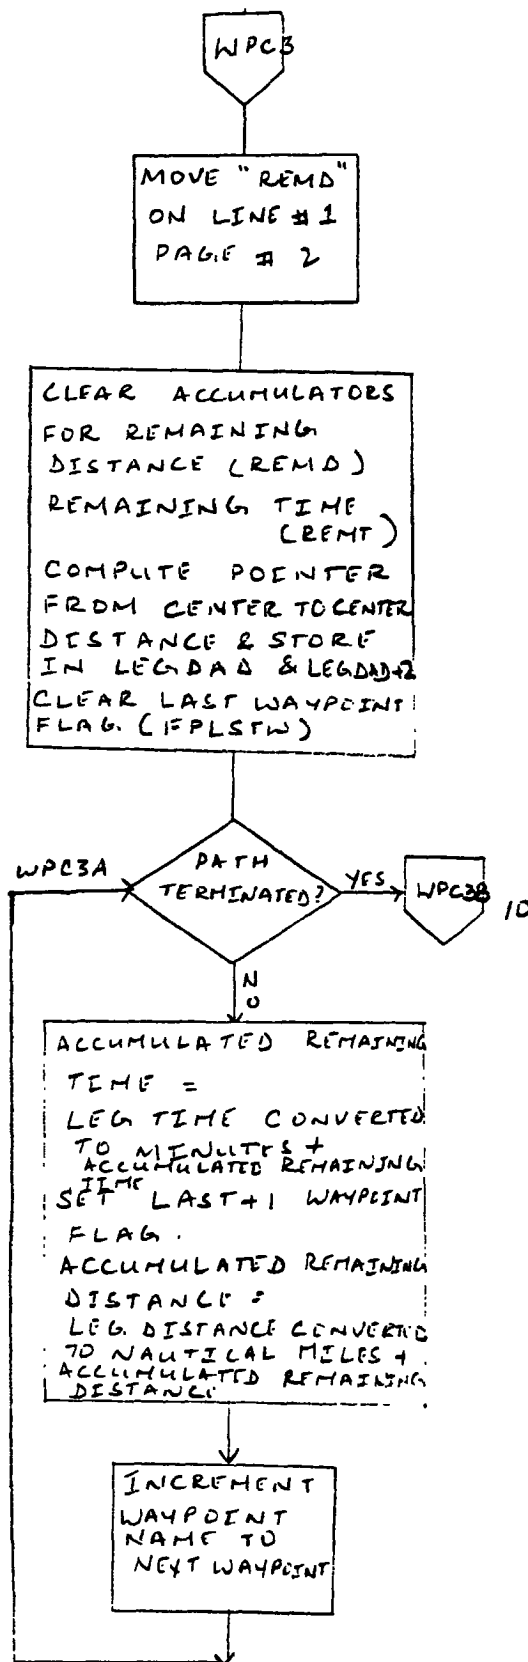 WPC3
MOVE "REMD"
ON LINE #1
PAGE # 2
CLEAR ACCUMULATORS
FOR REMAINING
DISTANCE (REMD)
REMAINING TIME
(REMT)
COMPUTE POINTER
FROM CENTER TO CENTER
DISTANCE & STORE
IN LEGDAD & LEGDAD+2
CLEAR LAST WAYPOINT
FLAG. (FPLSTW)
WPC3A
PATH
TERMINATED?
YES
WPC3B
10
NO
ACCUMULATED REMAINING
TIME =
LEG TIME CONVERTED
TO MINUTES +
ACCUMULATED REMAINING
TIME
SET LAST+1 WAYPOINT
FLAG.
ACCUMULATED REMAINING
DISTANCE =
LEG DISTANCE CONVERTED
TO NAUTICAL MILES +
ACCUMULATED REMAINING
DISTANCE
INCREMENT
WAYPOINT
NAME TO
NEXT WAYPOINT